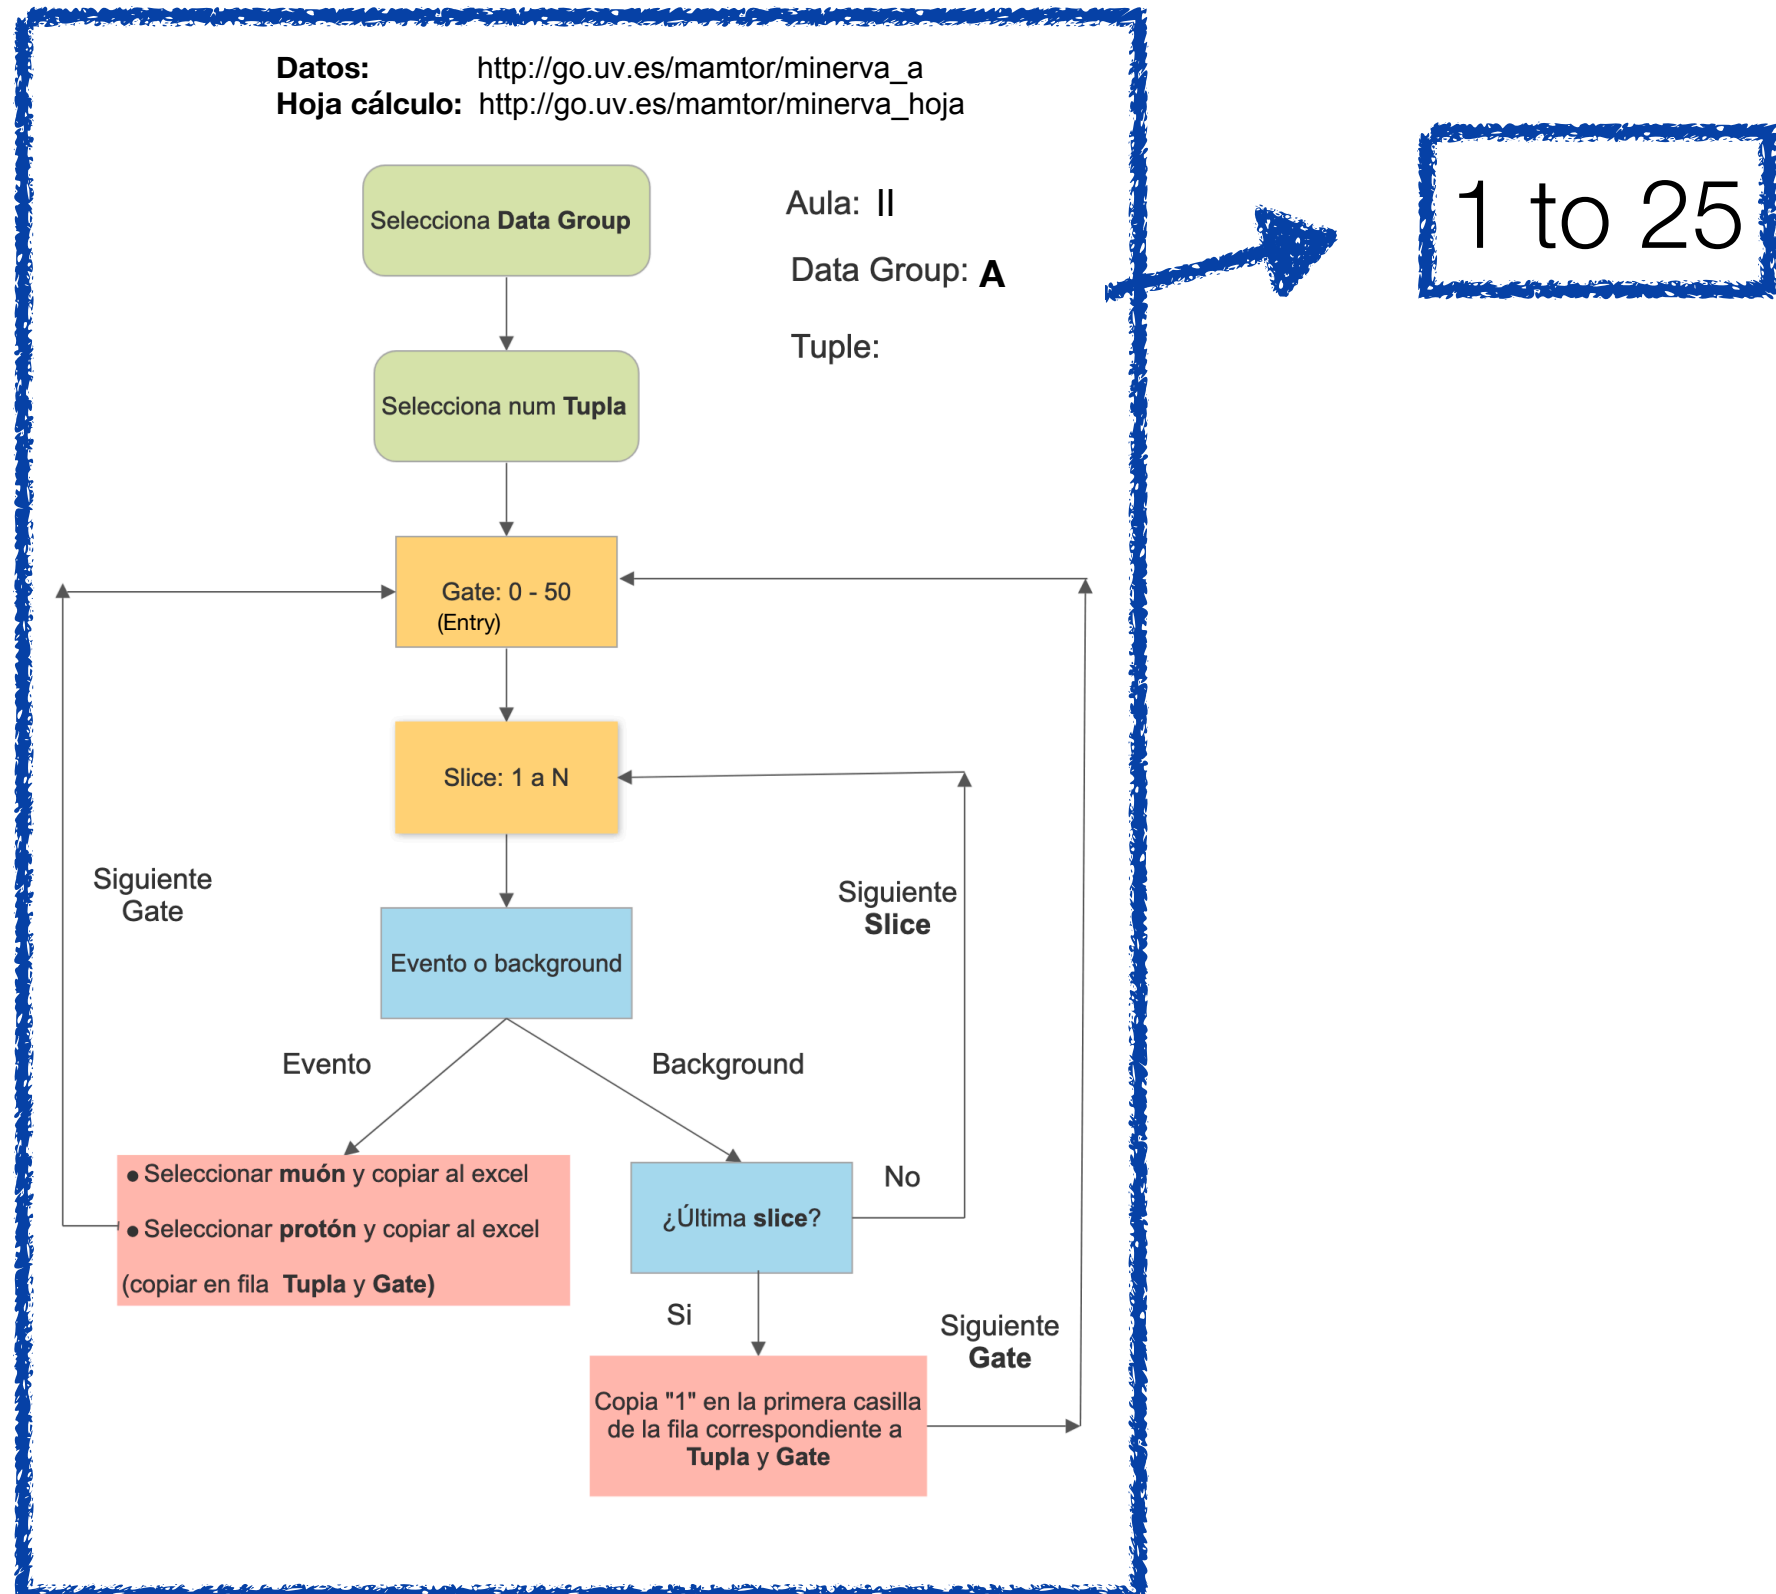 Datos: http://go.uv.es/mamtor/minerva_a
Hoja cálculo: http://go.uv.es/mamtor/minerva_hoja
1 to 25
Selecciona Data Group
Aula: II
Data Group: A
Tuple:
Selecciona num Tupla
Gate: 0 - 50
(Entry)
Slice: 1 a N
Siguiente
Gate
Siguiente
Slice
Evento o background
Evento
Background
• Seleccionar muón y copiar al excel
• Seleccionar protón y copiar al excel
(copiar en fila Tupla y Gate)
¿Última slice?
No
Si
Siguiente
Gate
Copia "1" en la primera casilla
de la fila correspondiente a
Tupla y Gate